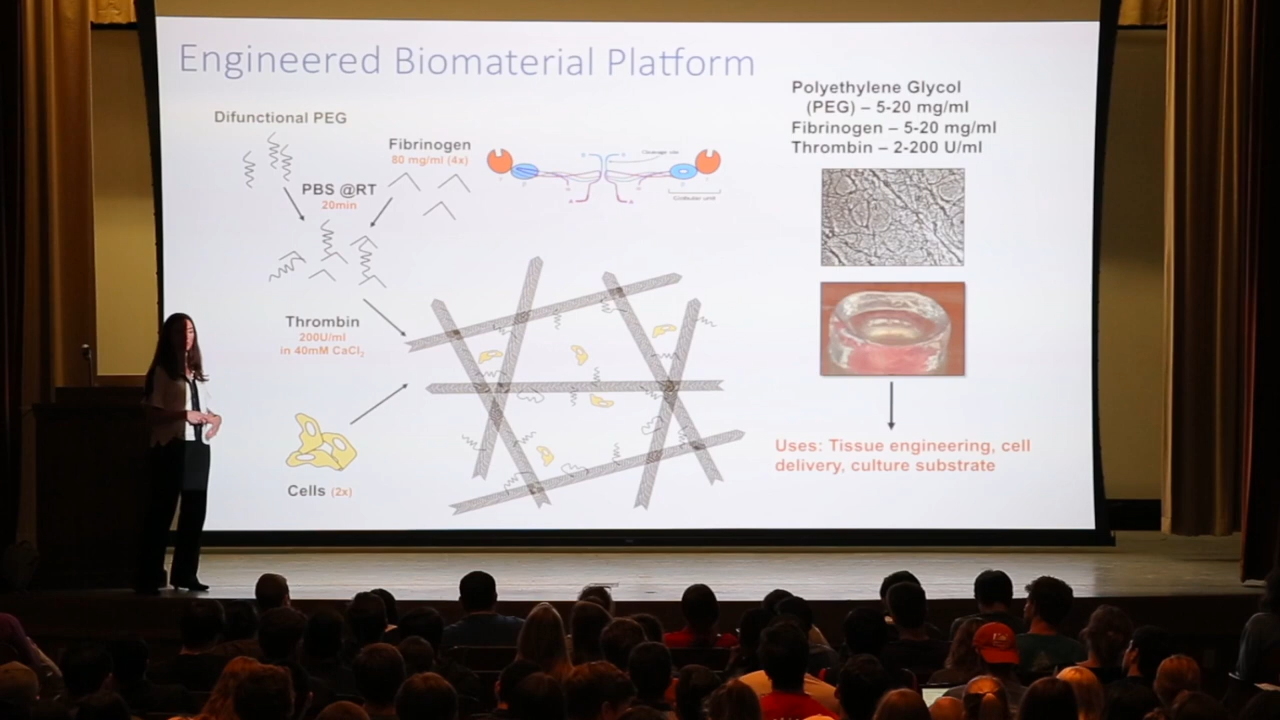 Engineered Biomaterial Platform
Difunctional PEG
Fibrinogen
80 mg/ml (4x)
PBS @RT
20min
Thrombin
200U/ml
in 40mM CaCl₂
Cells (2x)
Polyethylene Glycol
(PEG) – 5-20 mg/ml
Fibrinogen – 5-20 mg/ml
Thrombin – 2-200 U/ml
Uses: Tissue engineering, cell
delivery, culture substrate